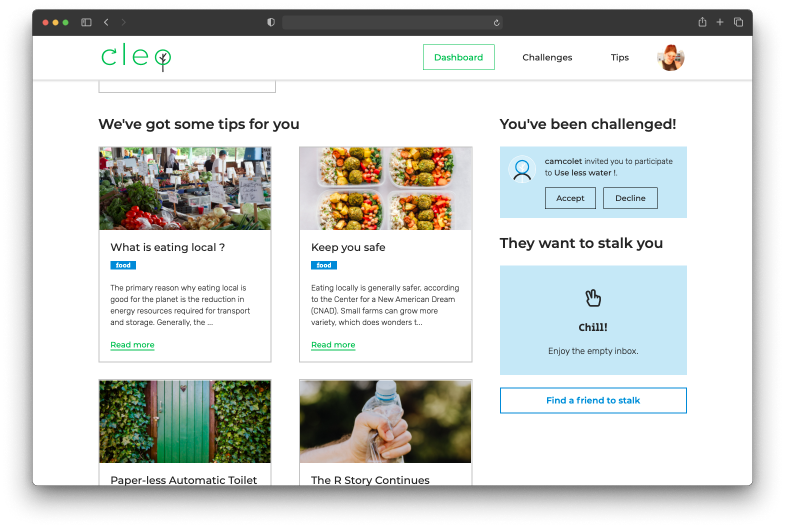 cleo
Dashboard
Challenges
Tips
We've got some tips for you
What is eating local ?
food
The primary reason why eating local is
good for the planet is the reduction in
energy resources required for transport
and storage. Generally, the ...
Read more
Keep you safe
food
Eating locally is generally safer, according
to the Center for a New American Dream
(CNAD). Small farms can grow more
variety, which does wonders t...
Read more
Paper-less Automatic Toilet
The R Story Continues
You've been challenged!
camcolet invited you to participate
to Use less water !.
Accept
Decline
They want to stalk you
Chill!
Enjoy the empty inbox.
Find a friend to stalk